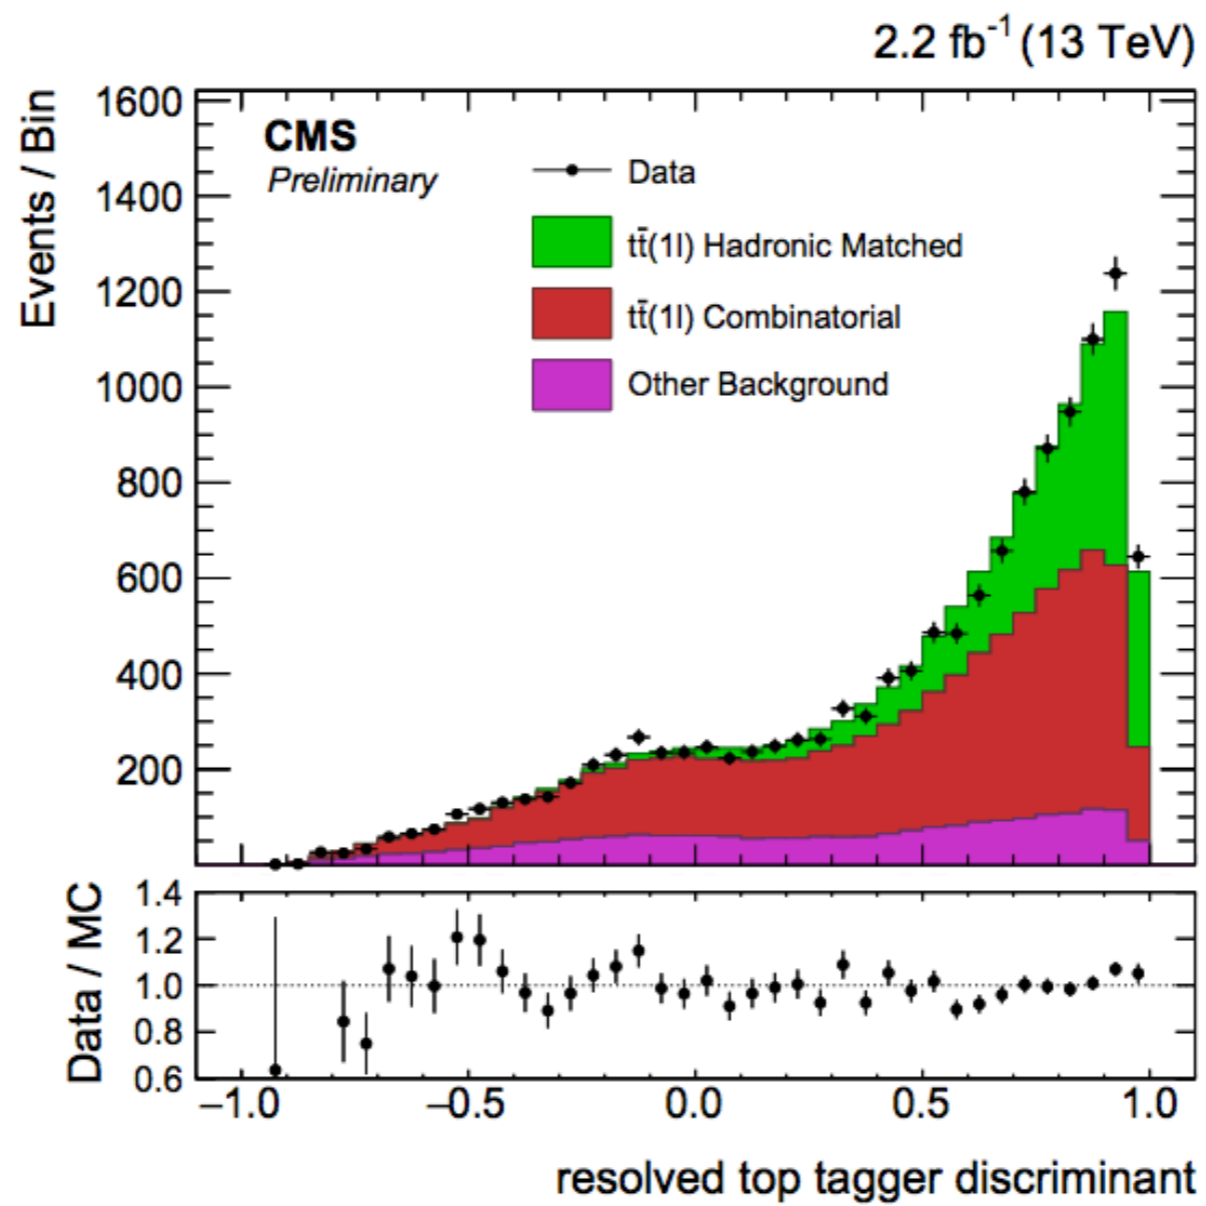 2.2 fb-1 (13 TeV)
Events / Bin
1600
1400
1200
1000
800
600
400
200
CMS
Preliminary
Data
tt̄(1l) Hadronic Matched
tt̄(1l) Combinatorial
Other Background
Data / MC
1.4
1.2
1.0
0.8
0.6
−1.0 −0.5 0.0 0.5 1.0
resolved top tagger discriminant